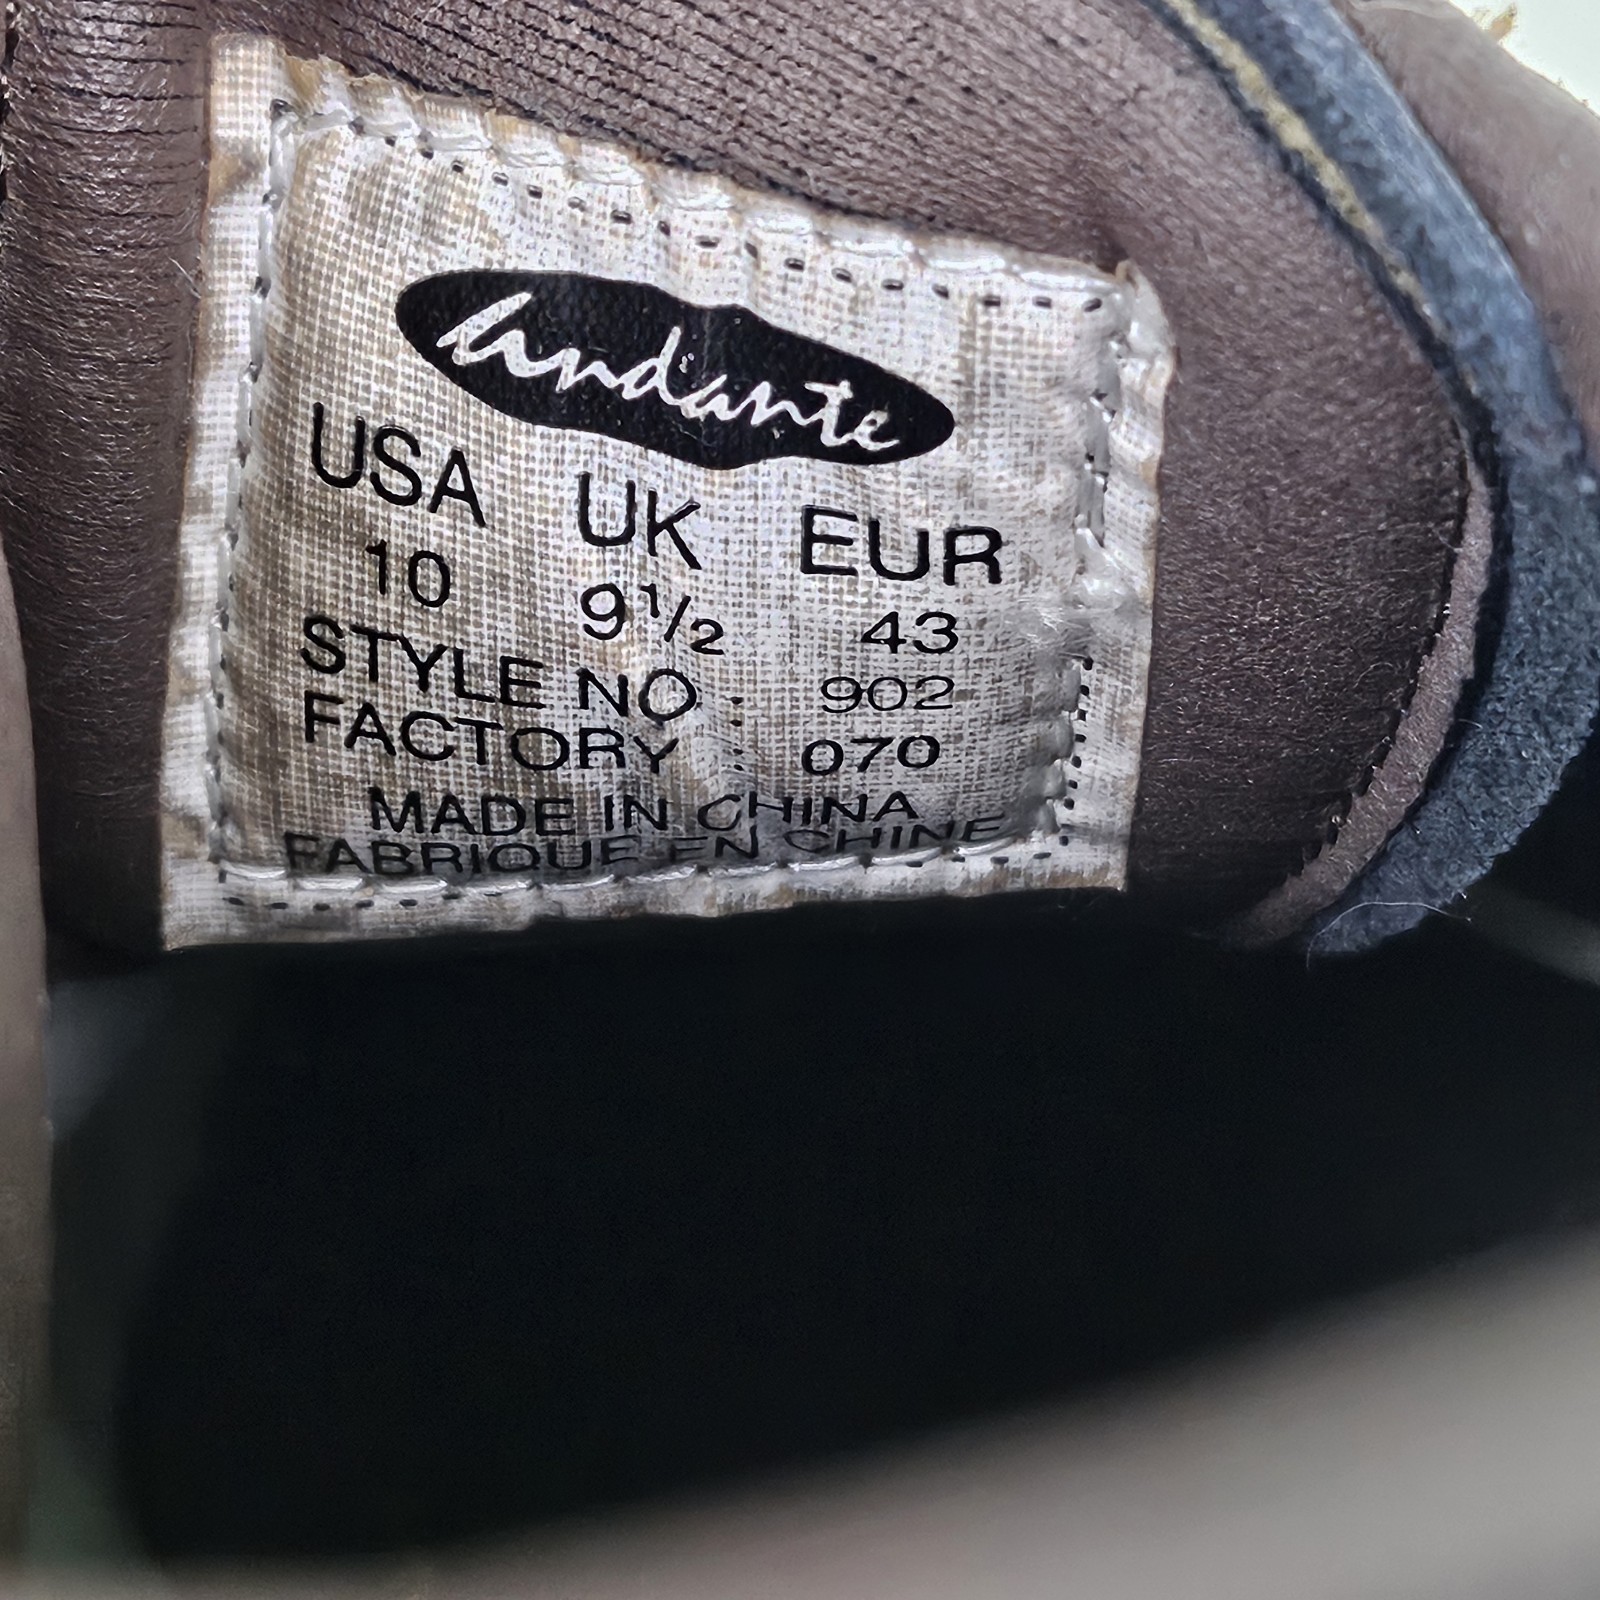 Andante
USA UK EUR
10 9½ 43
STYLE NO : 902
FACTORY : 070
MADE IN CHINA
FABRIQUE EN CHINE